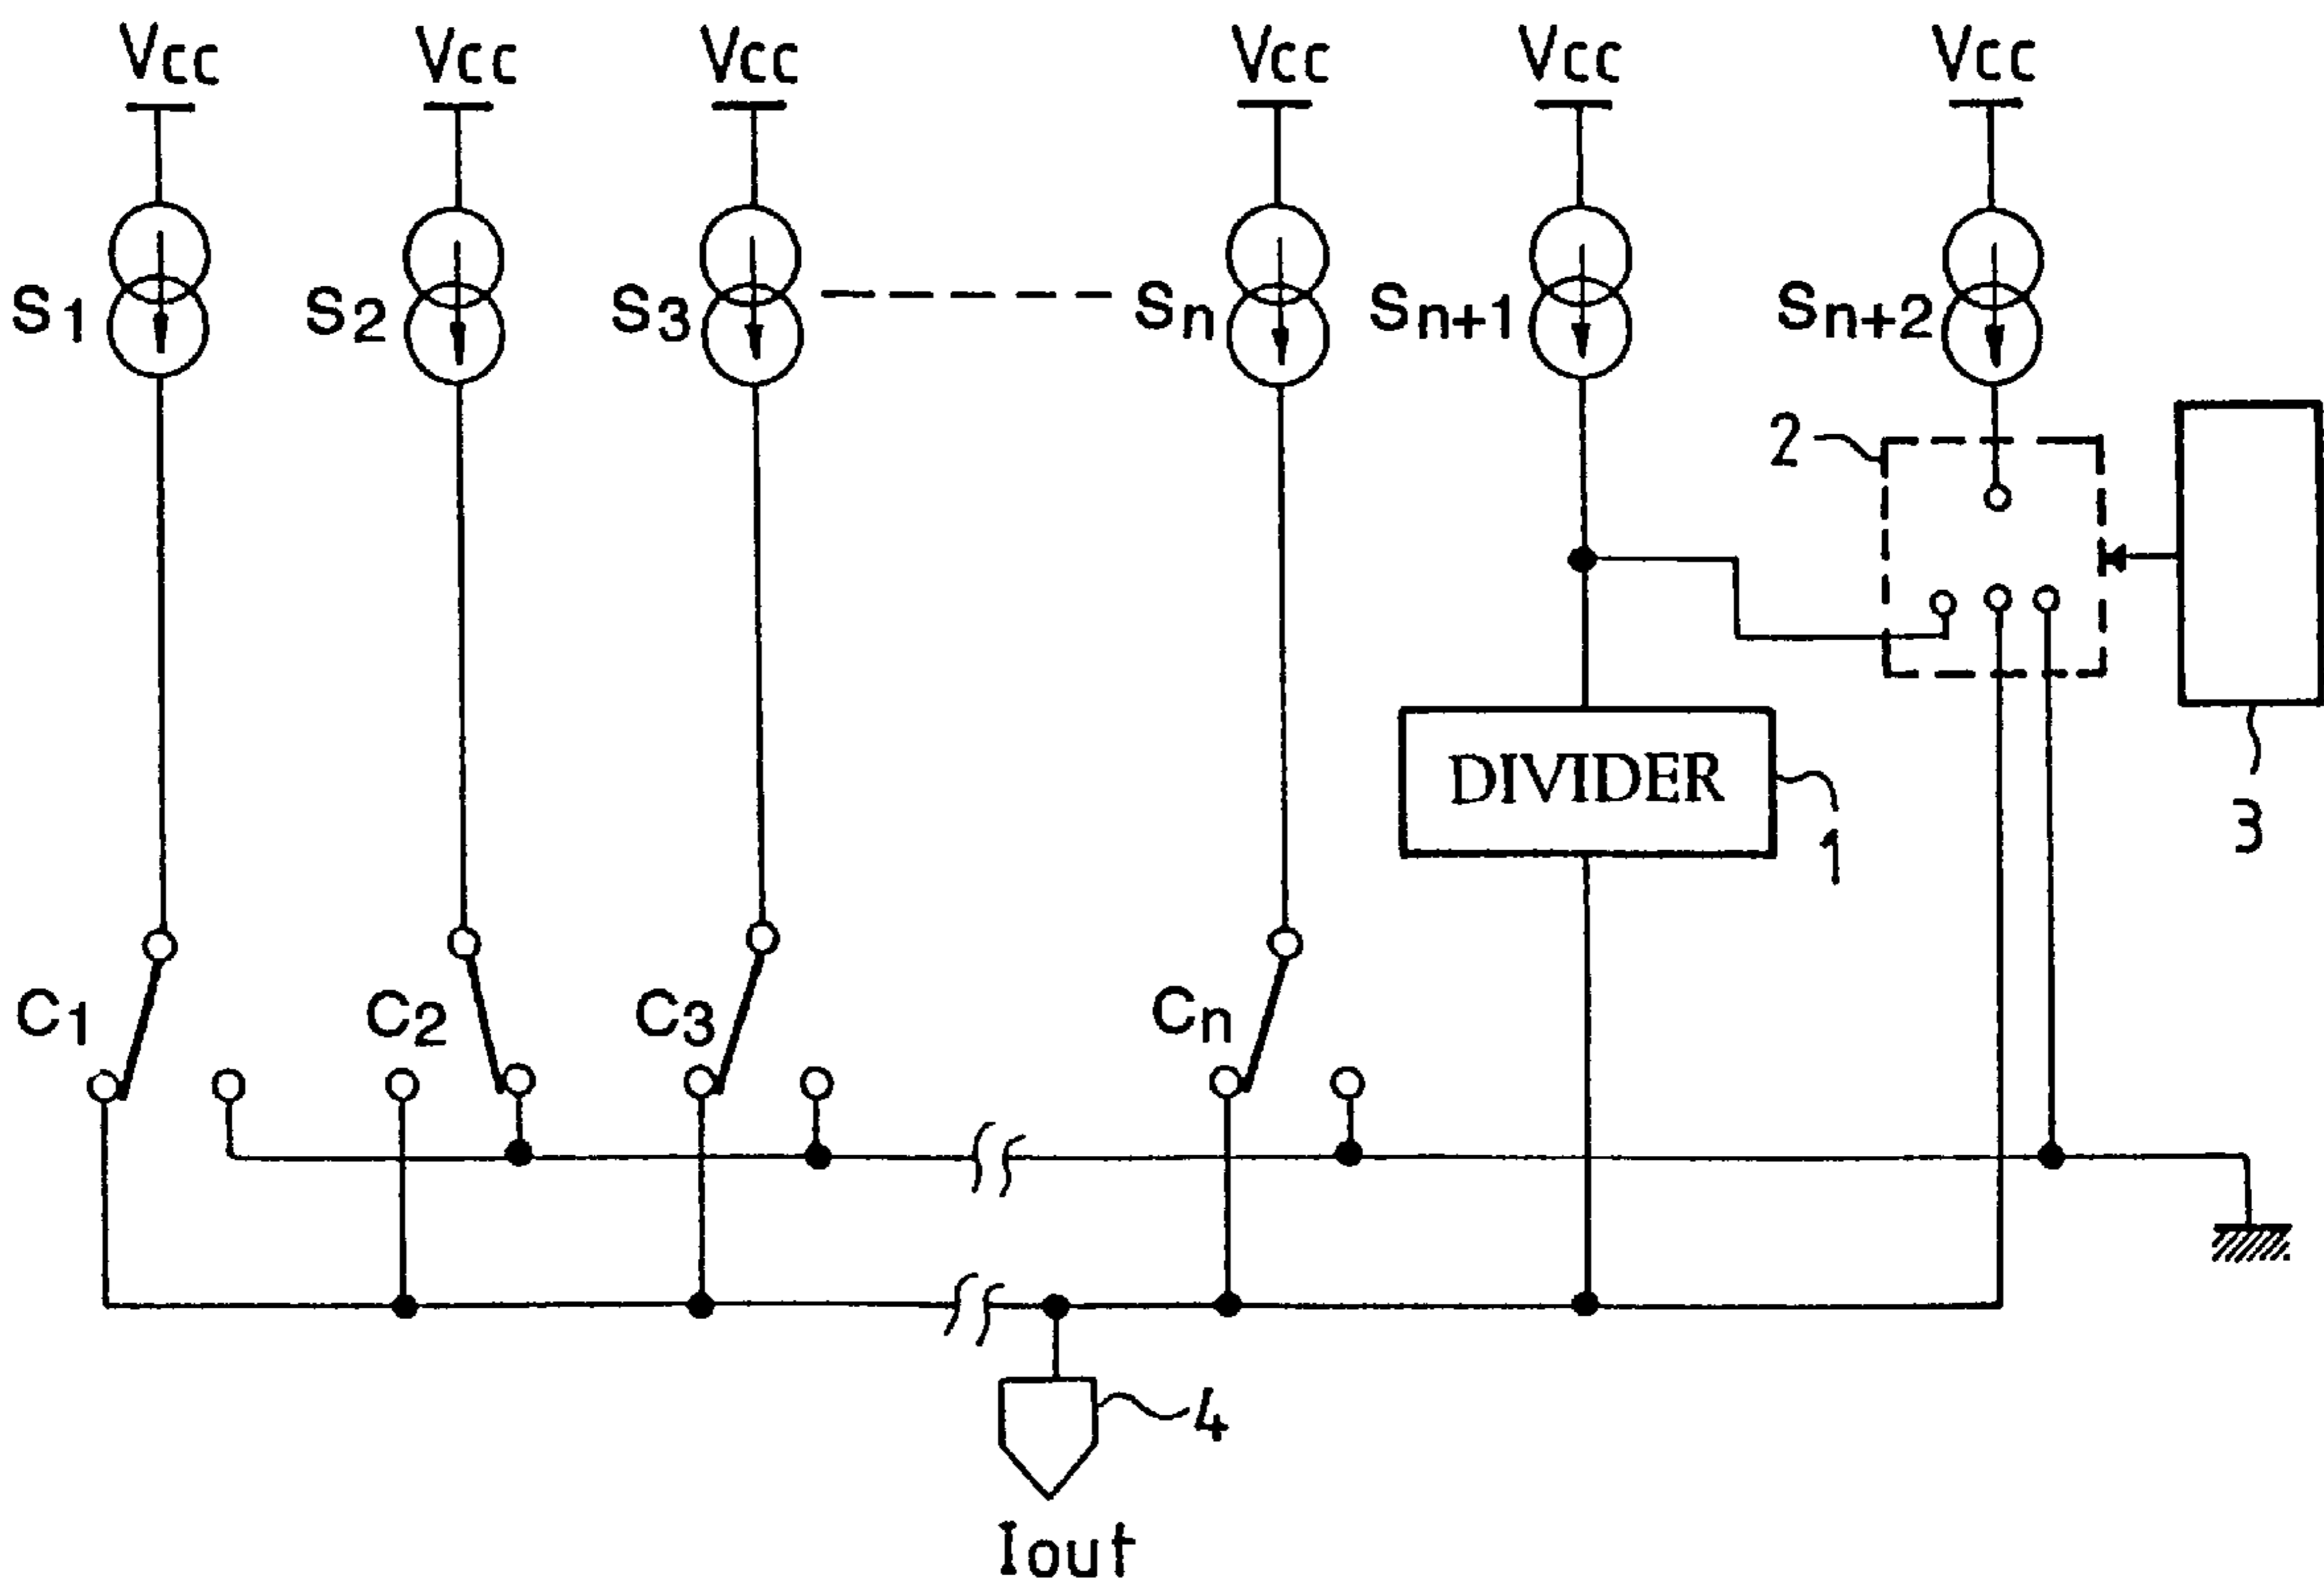 Vcc Vcc Vcc Vcc Vcc Vcc
S1 S2 S3 Sn Sn+1 Sn+2
2
DIVIDER
1
3
C1 C2 C3 Cn
4
Iout